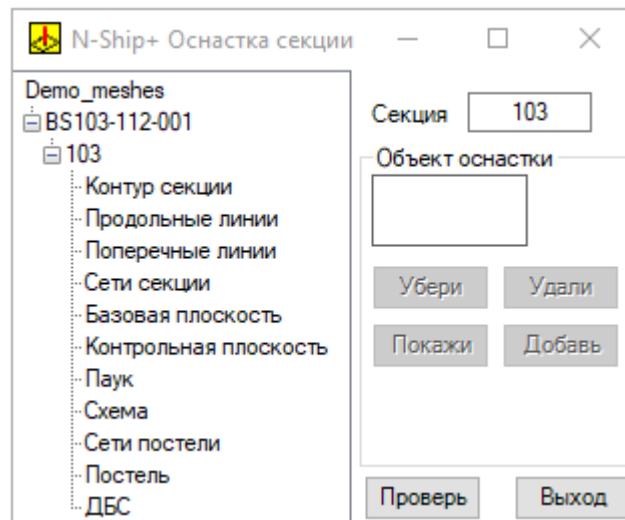 N-Ship+ Оснастка секции
Demo_meshes
BS103-112-001
103
Контур секции
Продольные линии
Поперечные линии
Сети секции
Базовая плоскость
Контрольная плоскость
Паук
Схема
Сети постели
Постель
ДБС
Секция 103
Объект оснастки
Убери Удали
Покажи Добавь
Проверь Выход